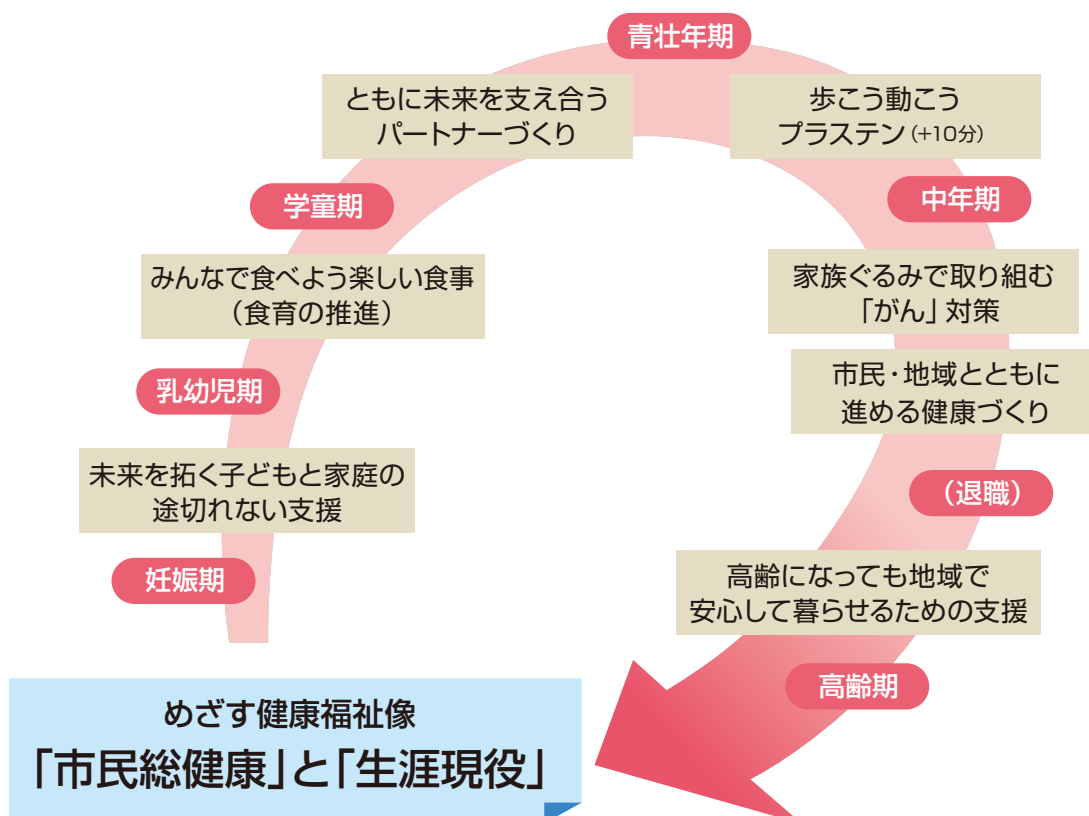 青壮年期
ともに未来を支え合う
パートナーづくり
歩こう動こう
プラステン(+10分)
学童期
中年期
みんなで食べよう楽しい食事
(食育の推進)
家族ぐるみで取り組む
「がん」対策
乳幼児期
市民・地域とともに
進める健康づくり
未来を拓く子どもと家庭の
途切れない支援
(退職)
妊娠期
高齢になっても地域で
安心して暮らせるための支援
高齢期
めざす健康福祉像
「市民総健康」と「生涯現役」